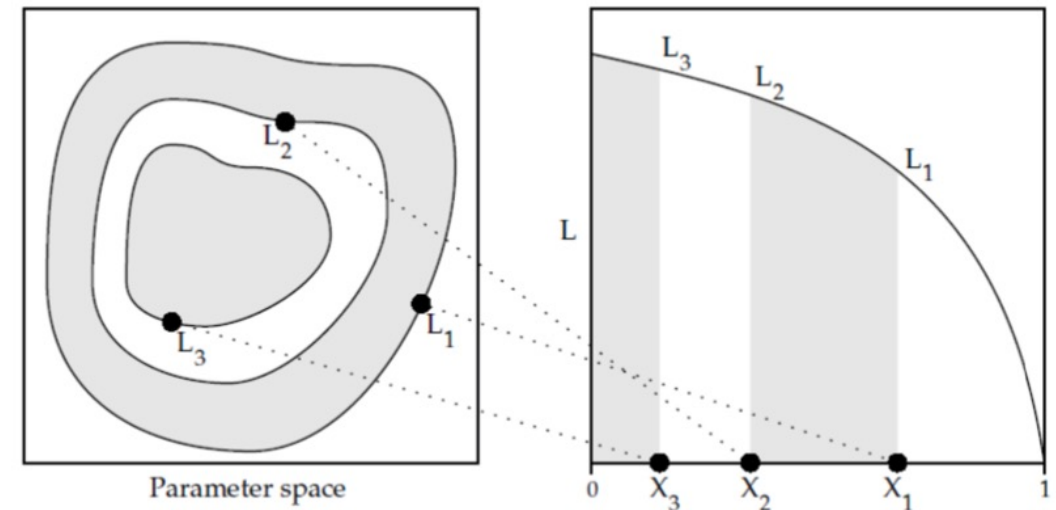 L₂
L₁
L₃
Parameter space
L₃
L₂
L₁
L
0 X₃ X₂ X₁ 1